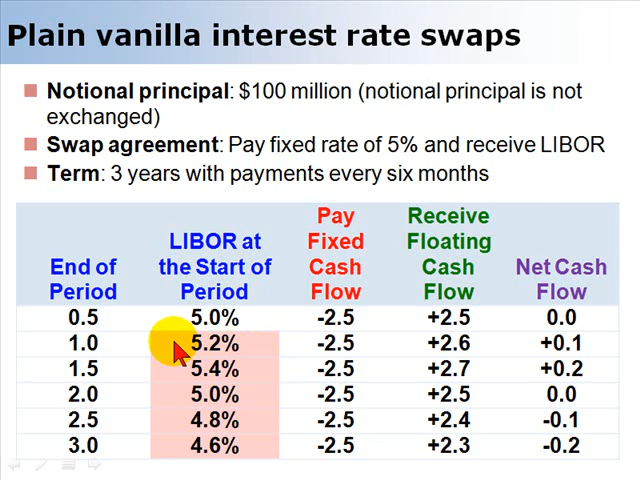 Plain vanilla interest rate swaps
Notional principal: $100 million (notional principal is not
exchanged)
Swap agreement: Pay fixed rate of 5% and receive LIBOR
Term: 3 years with payments every six months
End of Period LIBOR at the Start of Period Pay Fixed Cash Flow Receive Floating Cash Flow Net Cash Flow
0.5 5.0% -2.5 +2.5 0.0
1.0 5.2% -2.5 +2.6 +0.1
1.5 5.4% -2.5 +2.7 +0.2
2.0 5.0% -2.5 +2.5 0.0
2.5 4.8% -2.5 +2.4 -0.1
3.0 4.6% -2.5 +2.3 -0.2